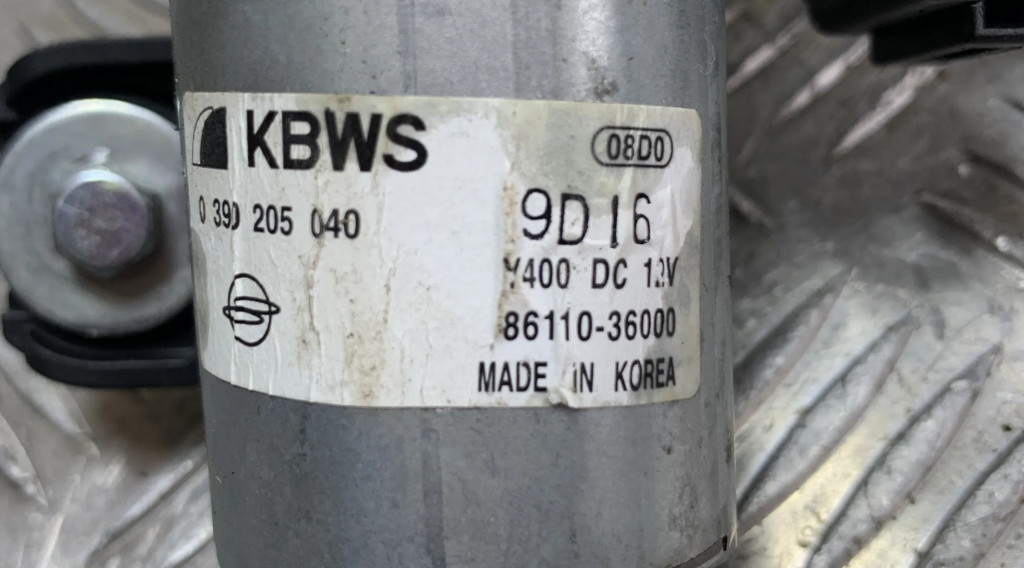 KBWS
08D0
0 390 205 040
9D16
Y400 DC 12V
86110-36000
MADE iN KOREA